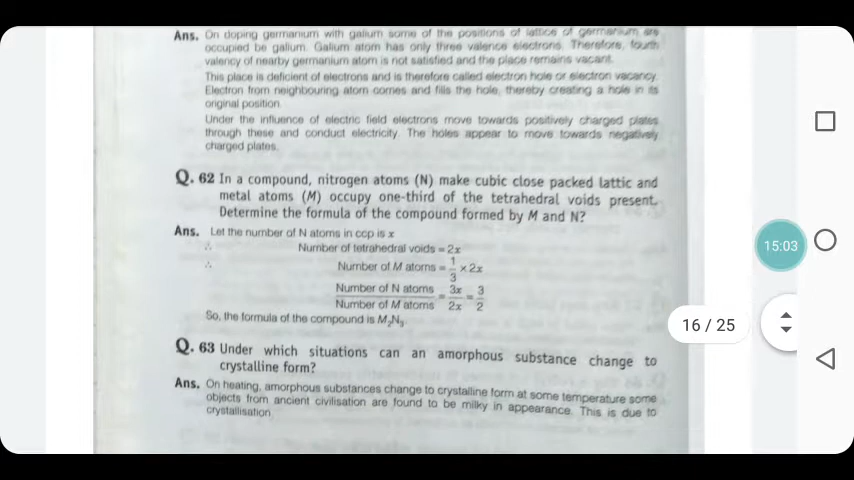 Ans. On doping germanium with galium some of the positions of lattice of germanium are
occupied be galium. Galium atom has only three valence electrons. Therefore, fourth
valency of nearby germanium atom is not satisfied and the place remains vacant.
This place is deficient of electrons and is therefore called electron hole or electron vacancy.
Electron from neighbouring atom comes and fills the hole, thereby creating a hole in its
original position.
Under the influence of electric field electrons move towards positively charged plates
through these and conduct electricity. The holes appear to move towards negatively
charged plates.
Q. 62 In a compound, nitrogen atoms (N) make cubic close packed lattic and
metal atoms (M) occupy one-third of the tetrahedral voids present.
Determine the formula of the compound formed by M and N?
Ans. Let the number of N atoms in ccp is x
∴ Number of tetrahedral voids = 2x
∴ Number of M atoms = 1/3 × 2x
Number of N atoms / Number of M atoms = 3x/2x = 3/2
So, the formula of the compound is M₂N₃.
Q. 63 Under which situations can an amorphous substance change to
crystalline form?
Ans. On heating, amorphous substances change to crystalline form at some temperature some
objects from ancient civilisation are found to be milky in appearance. This is due to
crystallisation.
15:03
16 / 25